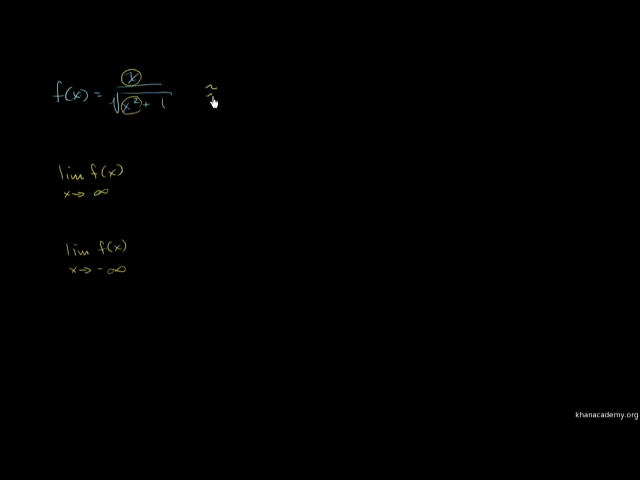 f(x) = x / √(x² + 1) ≈
lim f(x)
x→ ∞
lim f(x)
x→ -∞
khanacademy.org